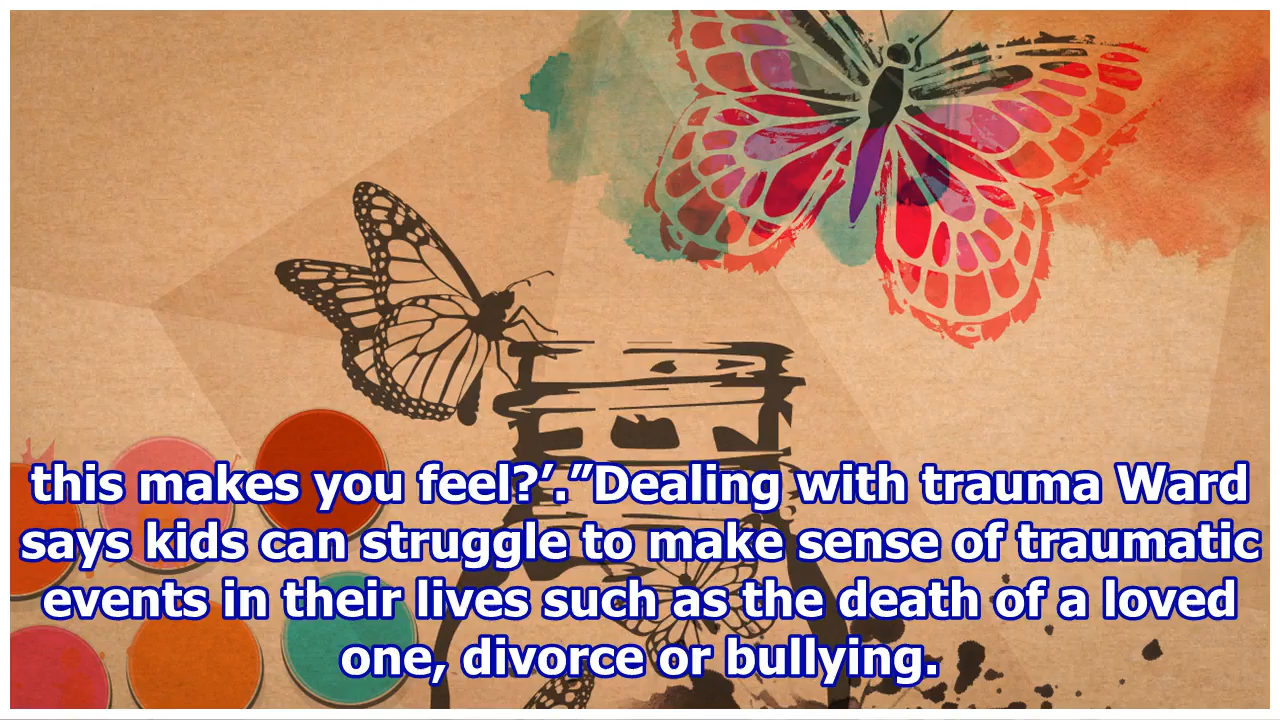 this makes you feel?’.”Dealing with trauma Ward
says kids can struggle to make sense of traumatic
events in their lives such as the death of a loved
one, divorce or bullying.